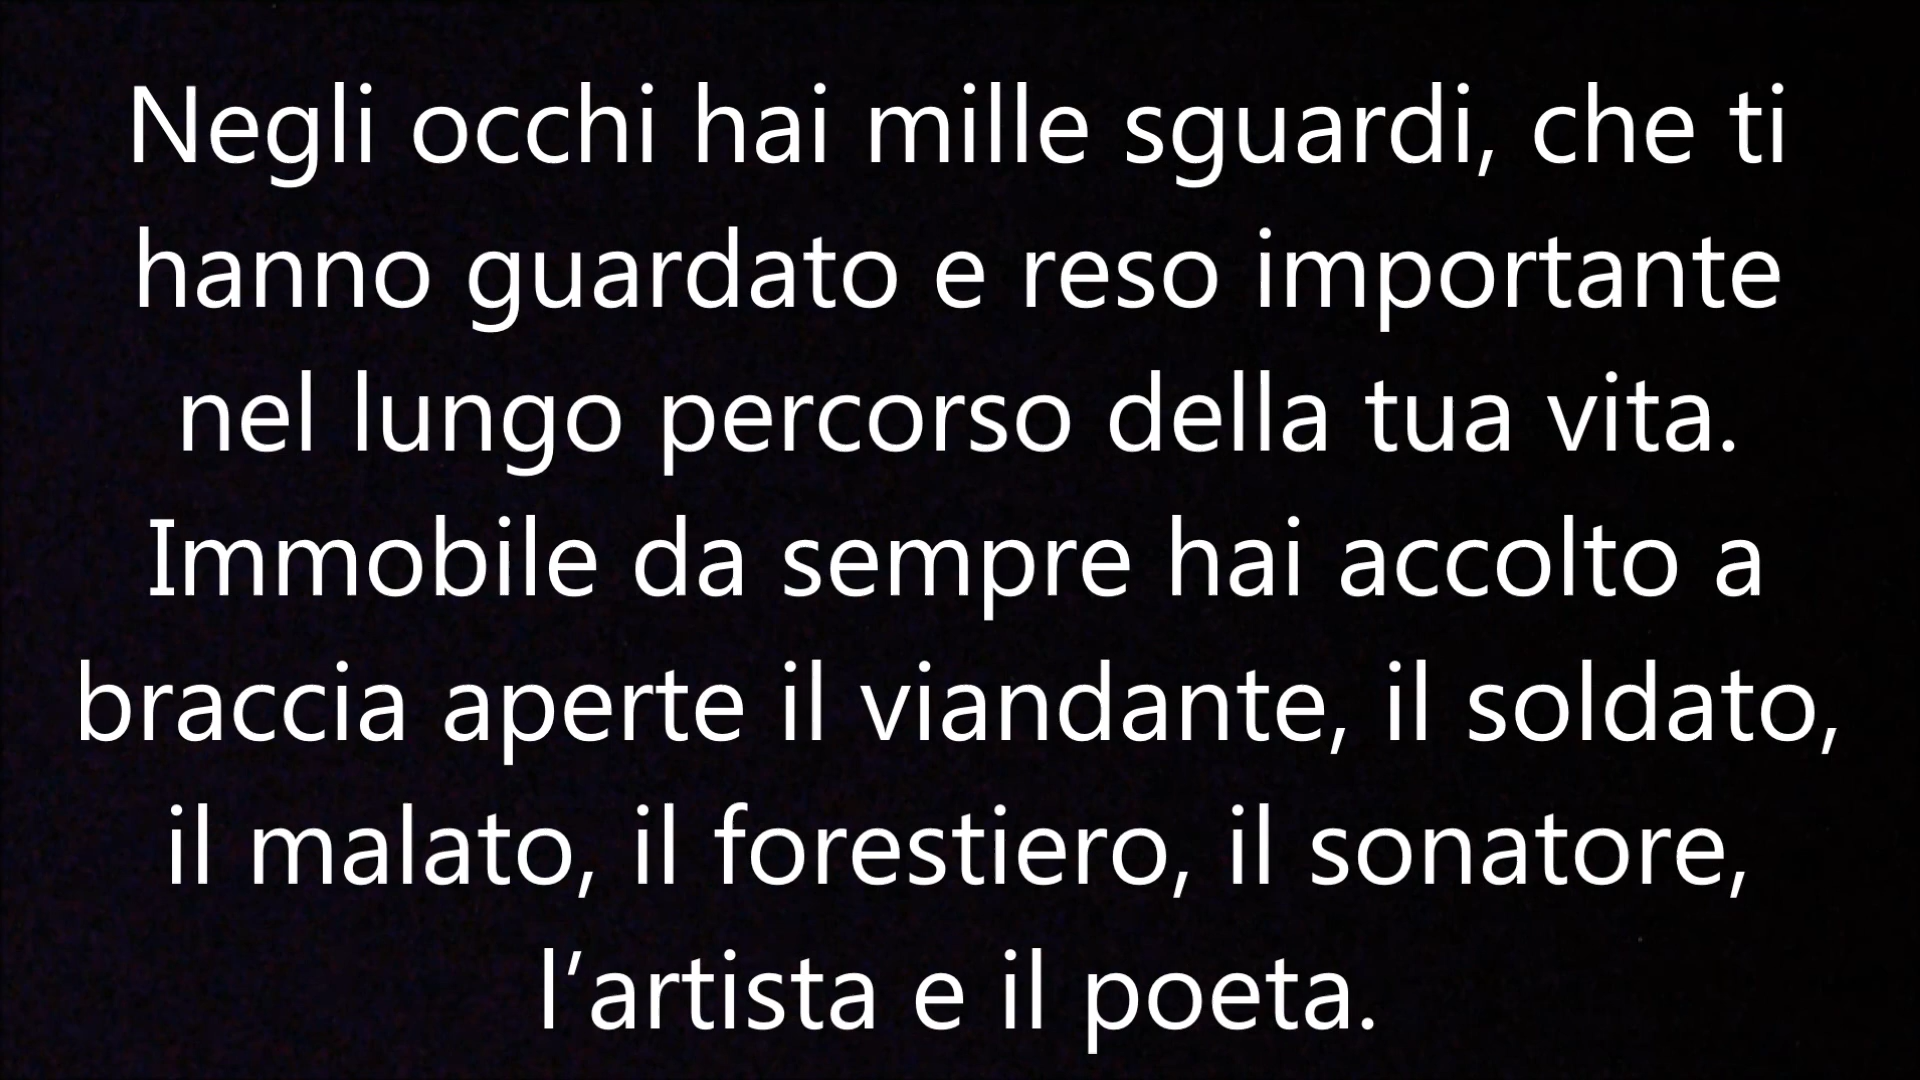 Negli occhi hai mille sguardi, che ti
hanno guardato e reso importante
nel lungo percorso della tua vita.
Immobile da sempre hai accolto a
braccia aperte il viandante, il soldato,
il malato, il forestiero, il sonatore,
l’artista e il poeta.